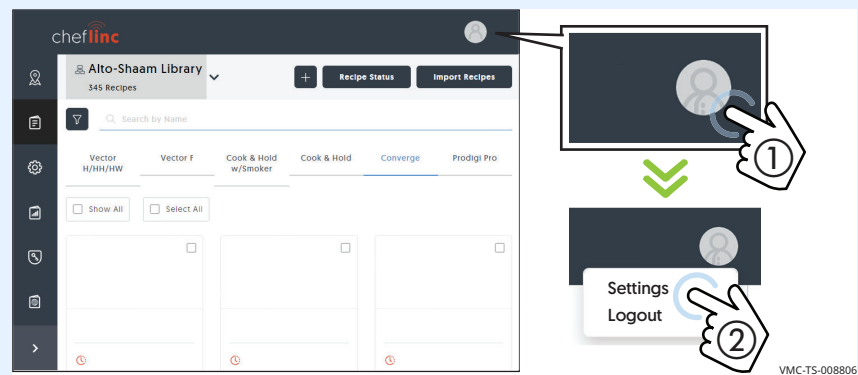 cheflinc
Alto-Shaam Library
345 Recipes
+
Recipe Status
Import Recipes
Search by Name
Vector
H/HH/HW
Vector F
Cook & Hold
w/Smoker
Cook & Hold
Converge
Prodigi Pro
Show All
Select All
1
Settings
Logout
2
VMC-TS-008806